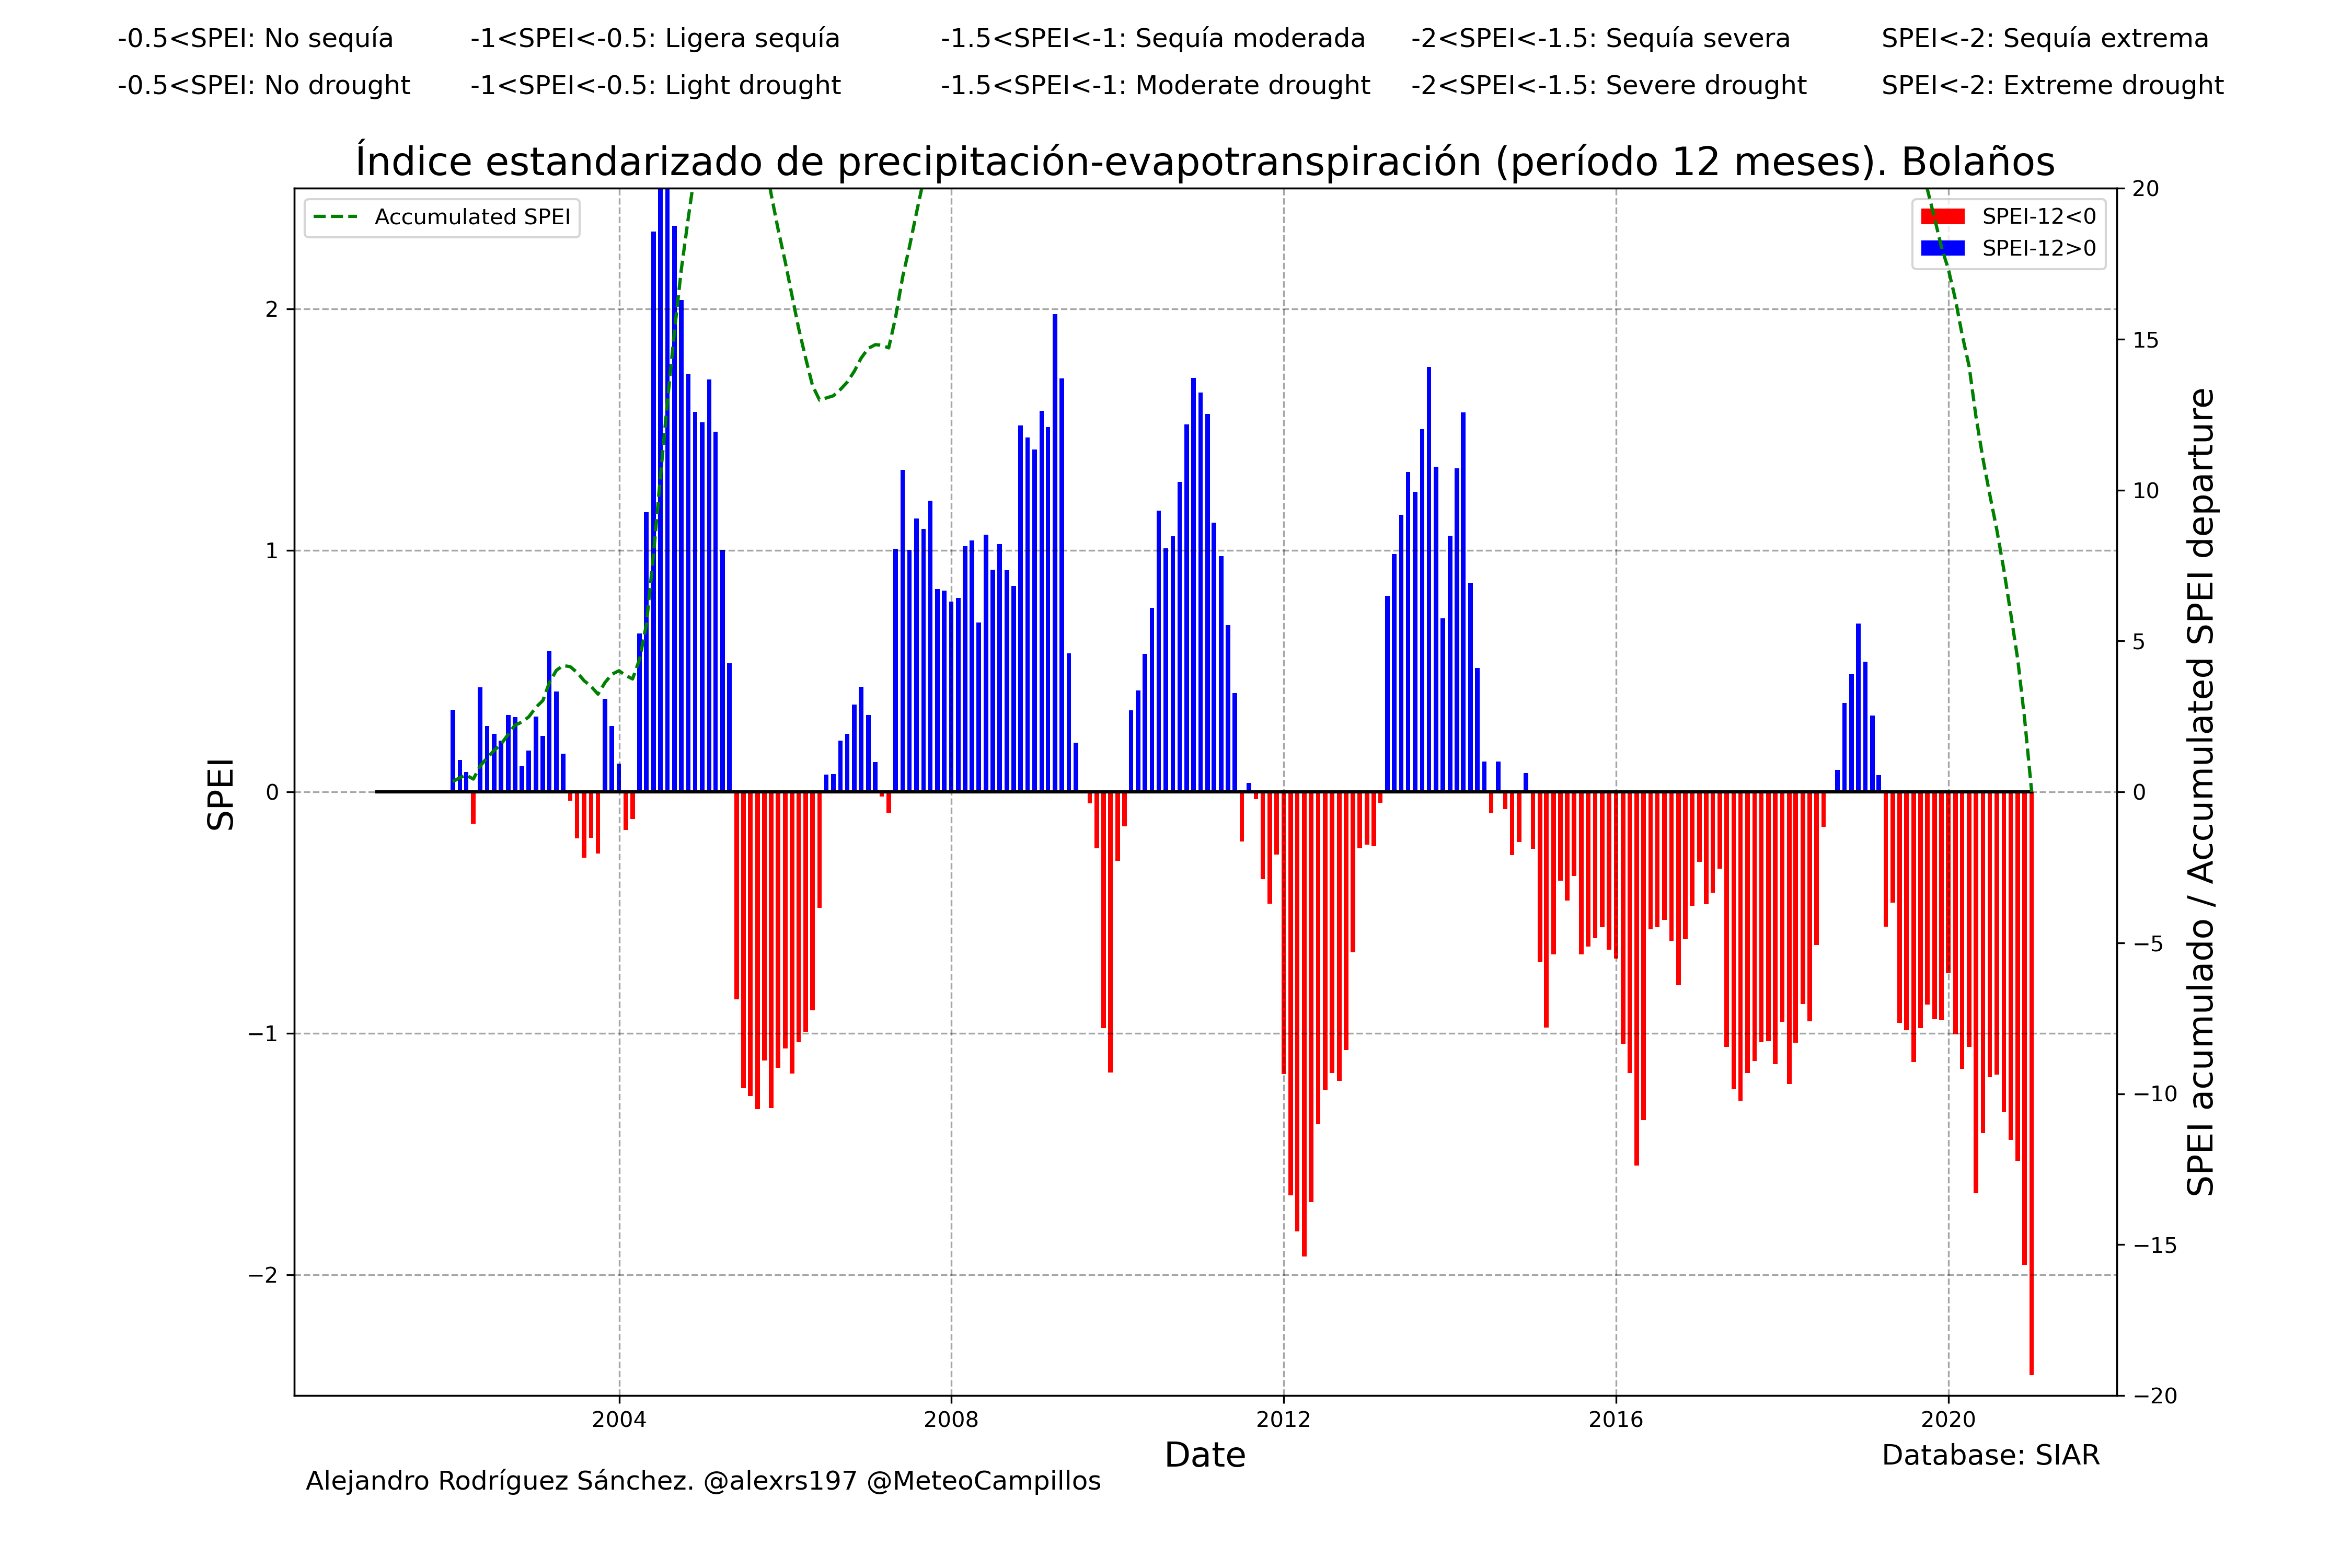 -0.5<SPEI: No sequía -1<SPEI<-0.5: Ligera sequía -1.5<SPEI<-1: Sequía moderada -2<SPEI<-1.5: Sequía severa SPEI<-2: Sequía extrema
-0.5<SPEI: No drought -1<SPEI<-0.5: Light drought -1.5<SPEI<-1: Moderate drought -2<SPEI<-1.5: Severe drought SPEI<-2: Extreme drought
Índice estandarizado de precipitación-evapotranspiración (período 12 meses). Bolaños
Accumulated SPEI
SPEI-12<0
SPEI-12>0
SPEI
2
1
0
−1
−2
20
15
10
5
0
−5
−10
−15
−20
SPEI acumulado / Accumulated SPEI departure
2004 2008 2012 2016 2020
Date
Database: SIAR
Alejandro Rodríguez Sánchez. @alexrs197 @MeteoCampillos